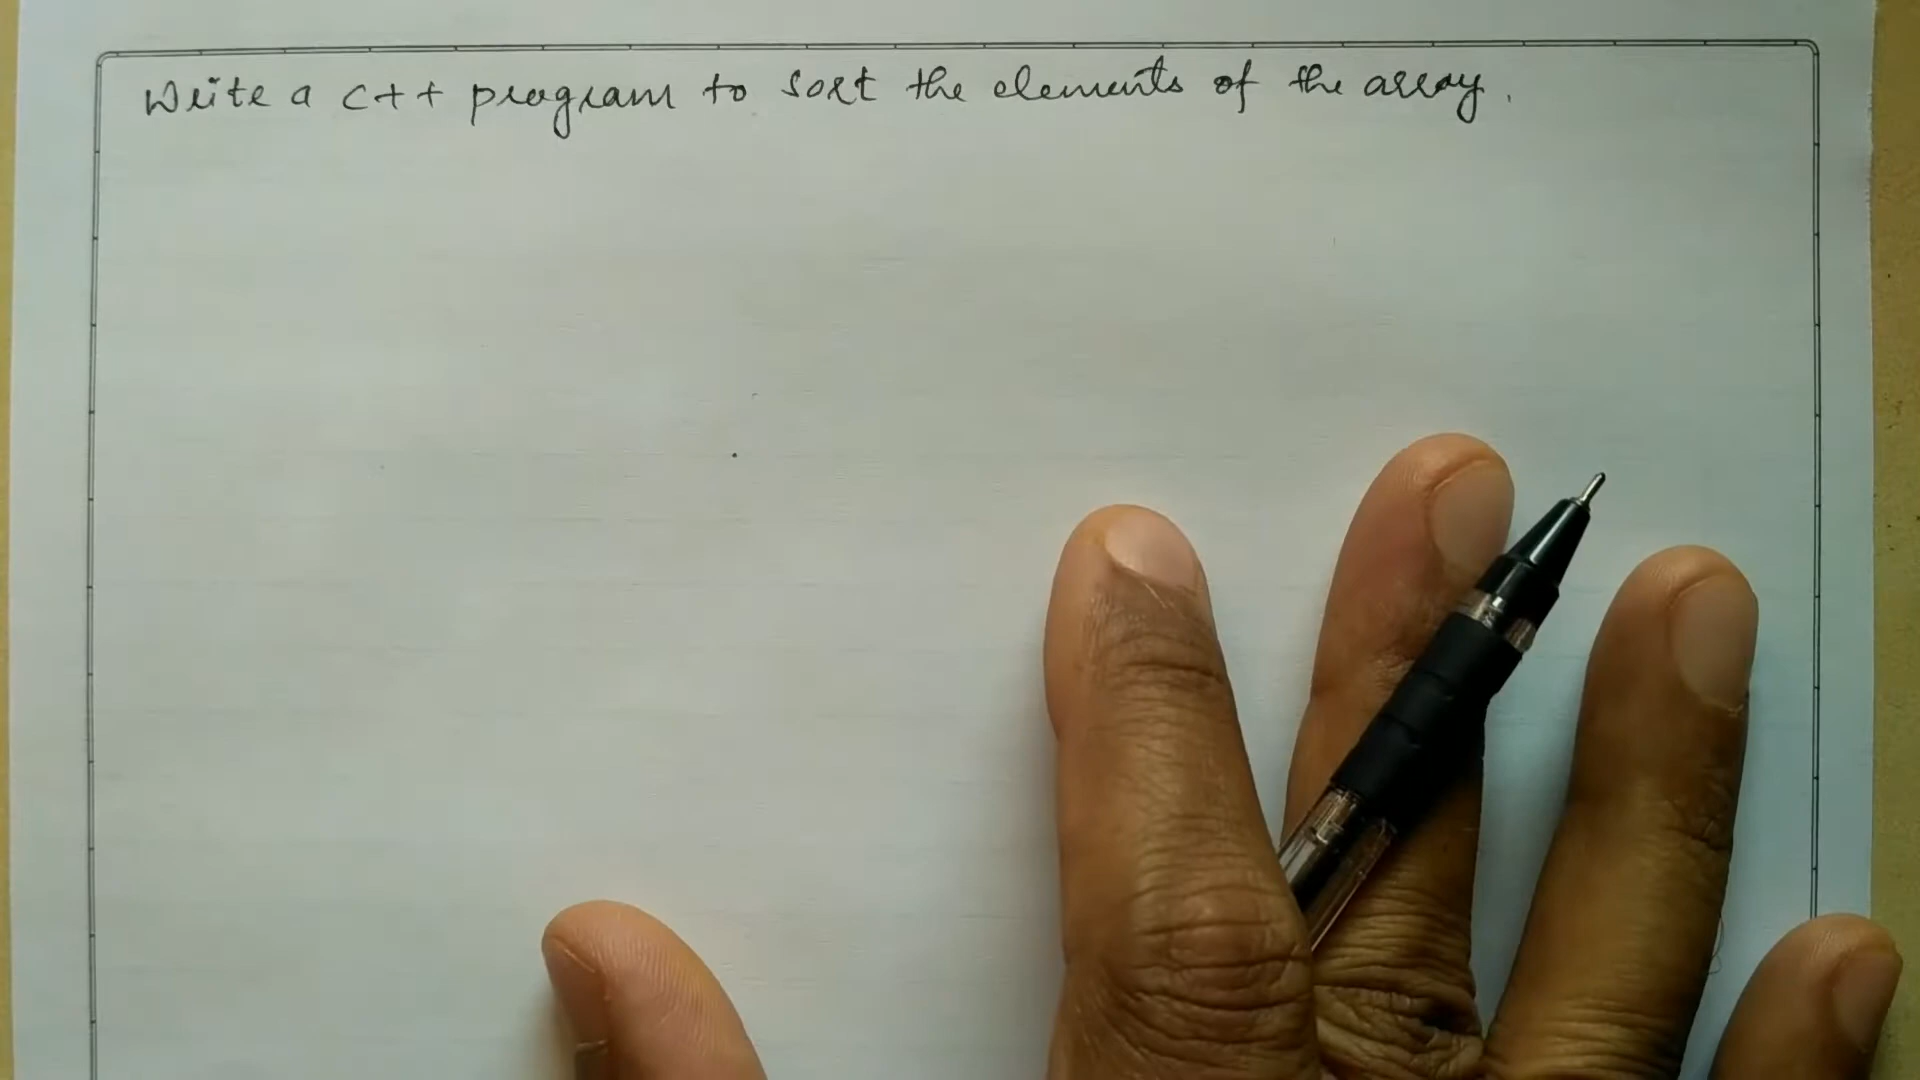 Write a c++ program to sort the elements of the array.